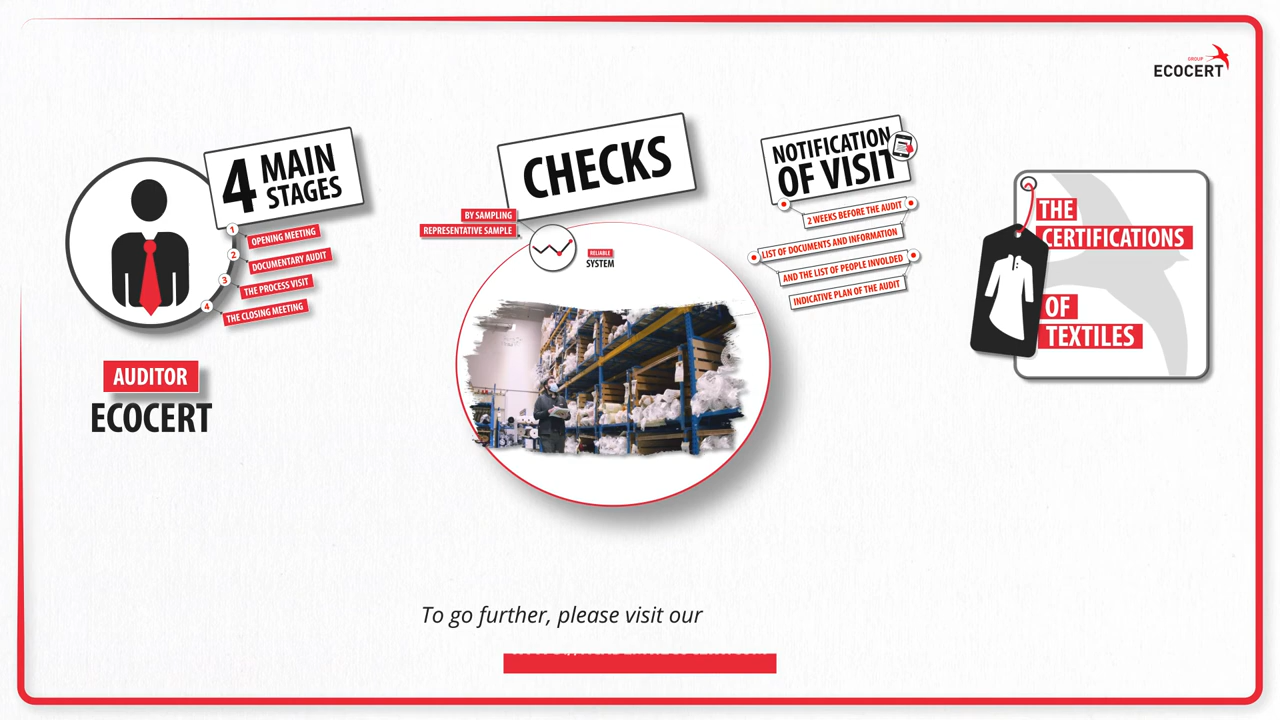 GROUP
ECOCERT
4 MAIN
STAGES
1 OPENING MEETING
2 DOCUMENTARY AUDIT
3 THE PROCESS VISIT
4 THE CLOSING MEETING
AUDITOR
ECOCERT
CHECKS
BY SAMPLING
REPRESENTATIVE SAMPLE
RELIABLE
SYSTEM
NOTIFICATION
OF VISIT
2 WEEKS BEFORE THE AUDIT
LIST OF DOCUMENTS AND INFORMATION
AND THE LIST OF PEOPLE INVOLDED
INDICATIVE PLAN OF THE AUDIT
THE
CERTIFICATIONS
OF
TEXTILES
To go further, please visit our